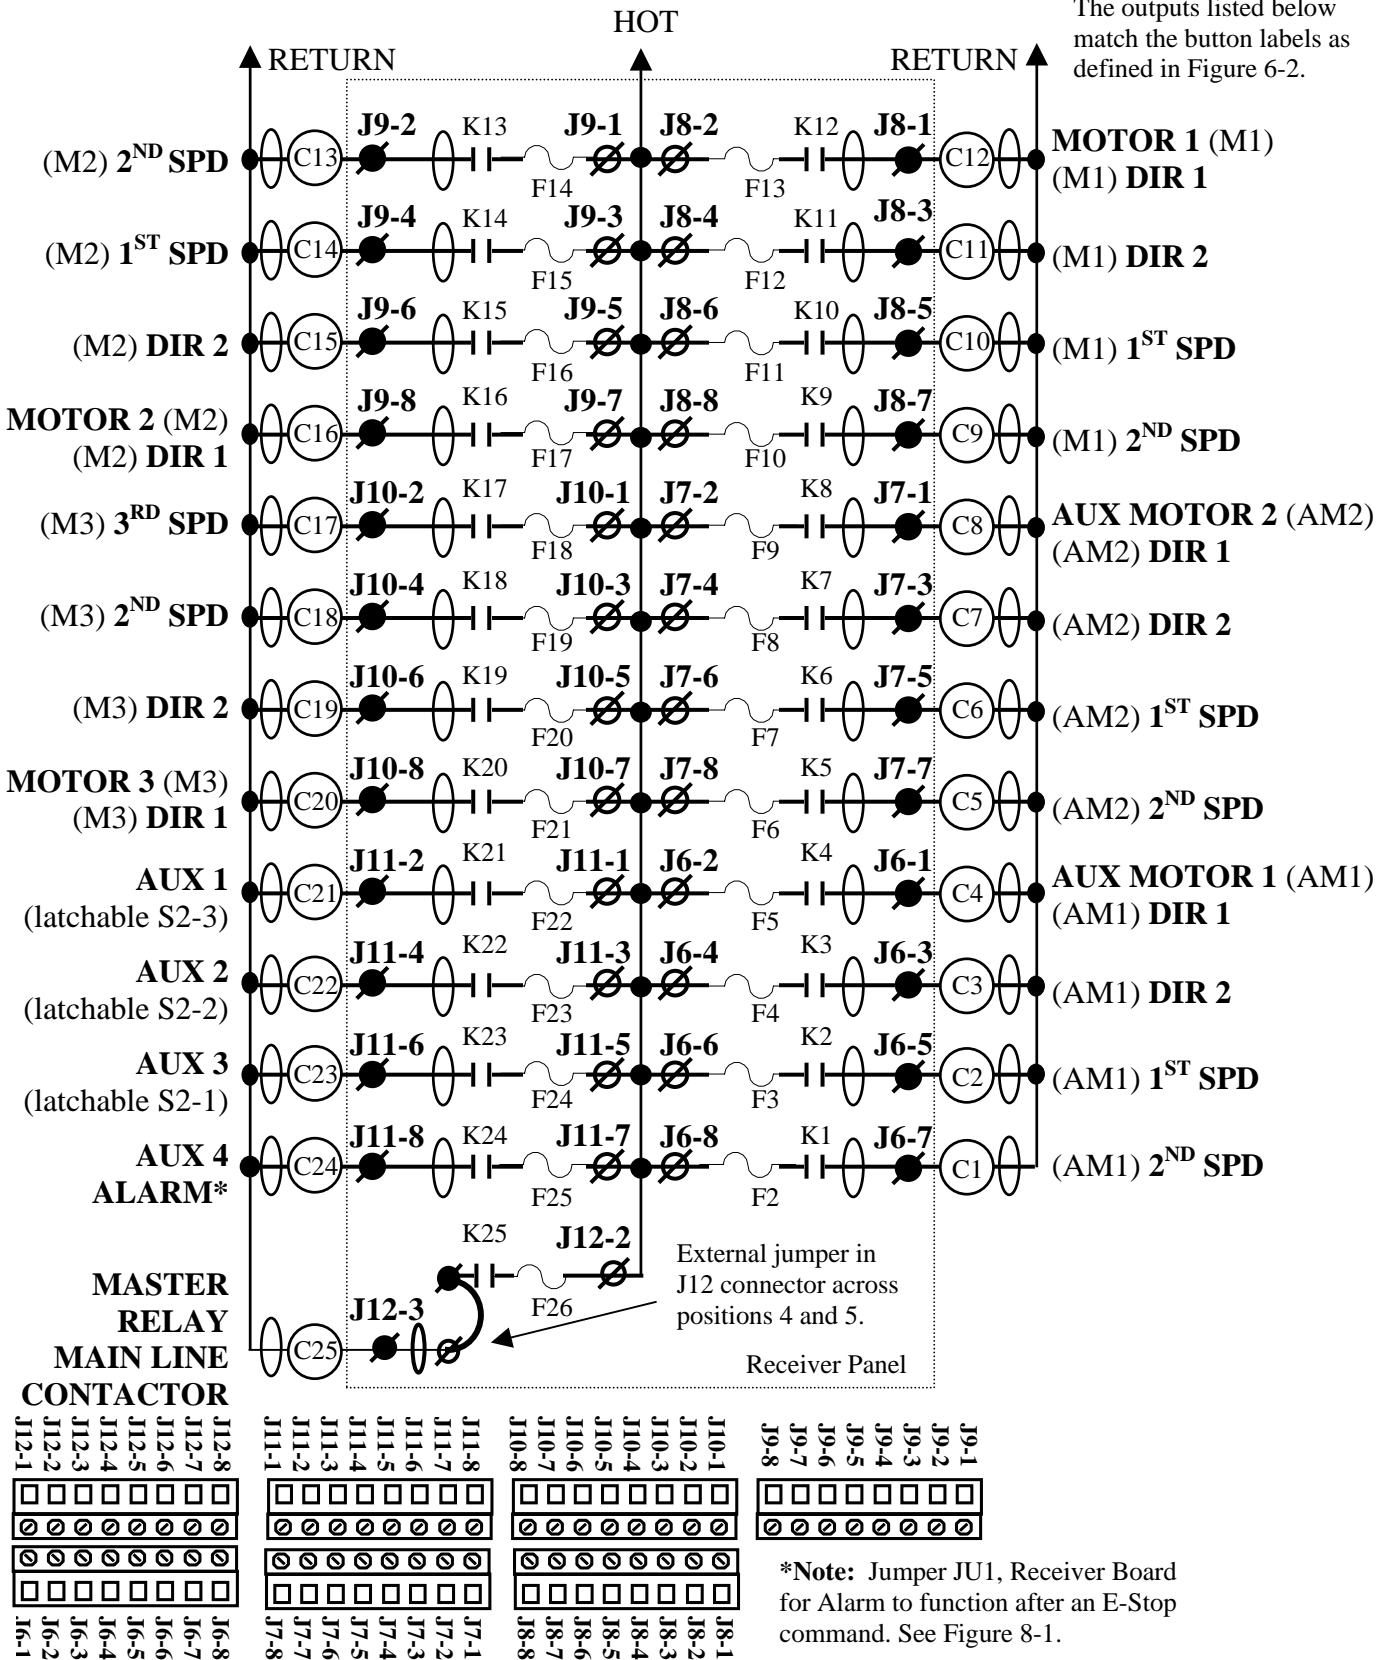 The outputs listed below
match the button labels as
defined in Figure 6-2.
HOT
RETURN
RETURN
(M2) 2ND SPD C13 J9-2 K13 F14 J9-1 J8-2 F13 K12 J8-1 C12 MOTOR 1 (M1)
(M1) DIR 1
(M2) 1ST SPD C14 J9-4 K14 F15 J9-3 J8-4 F12 K11 J8-3 C11 (M1) DIR 2
(M2) DIR 2 C15 J9-6 K15 F16 J9-5 J8-6 F11 K10 J8-5 C10 (M1) 1ST SPD
MOTOR 2 (M2)
(M2) DIR 1 C16 J9-8 K16 F17 J9-7 J8-8 F10 K9 J8-7 C9 (M1) 2ND SPD
(M3) 3RD SPD C17 J10-2 K17 F18 J10-1 J7-2 F9 K8 J7-1 C8 AUX MOTOR 2 (AM2)
(AM2) DIR 1
(M3) 2ND SPD C18 J10-4 K18 F19 J10-3 J7-4 F8 K7 J7-3 C7 (AM2) DIR 2
(M3) DIR 2 C19 J10-6 K19 F20 J10-5 J7-6 F7 K6 J7-5 C6 (AM2) 1ST SPD
MOTOR 3 (M3)
(M3) DIR 1 C20 J10-8 K20 F21 J10-7 J7-8 F6 K5 J7-7 C5 (AM2) 2ND SPD
AUX 1
(latchable S2-3) C21 J11-2 K21 F22 J11-1 J6-2 F5 K4 J6-1 C4 AUX MOTOR 1 (AM1)
(AM1) DIR 1
AUX 2
(latchable S2-2) C22 J11-4 K22 F23 J11-3 J6-4 F4 K3 J6-3 C3 (AM1) DIR 2
AUX 3
(latchable S2-1) C23 J11-6 K23 F24 J11-5 J6-6 F3 K2 J6-5 C2 (AM1) 1ST SPD
AUX 4
ALARM* C24 J11-8 K24 F25 J11-7 J6-8 F2 K1 J6-7 C1 (AM1) 2ND SPD
K25 F26 J12-2
External jumper in
J12 connector across
positions 4 and 5.
MASTER
RELAY
MAIN LINE
CONTACTOR
C25 J12-3
Receiver Panel
J12-1 J12-2 J12-3 J12-4 J12-5 J12-6 J12-7 J12-8
J11-1 J11-2 J11-3 J11-4 J11-5 J11-6 J11-7 J11-8
J10-8 J10-7 J10-6 J10-5 J10-4 J10-3 J10-2 J10-1
J9-8 J9-7 J9-6 J9-5 J9-4 J9-3 J9-2 J9-1
J6-1 J6-2 J6-3 J6-4 J6-5 J6-6 J6-7 J6-8
J7-8 J7-7 J7-6 J7-5 J7-4 J7-3 J7-2 J7-1
J8-8 J8-7 J8-6 J8-5 J8-4 J8-3 J8-2 J8-1
*Note: Jumper JU1, Receiver Board
for Alarm to function after an E-Stop
command. See Figure 8-1.